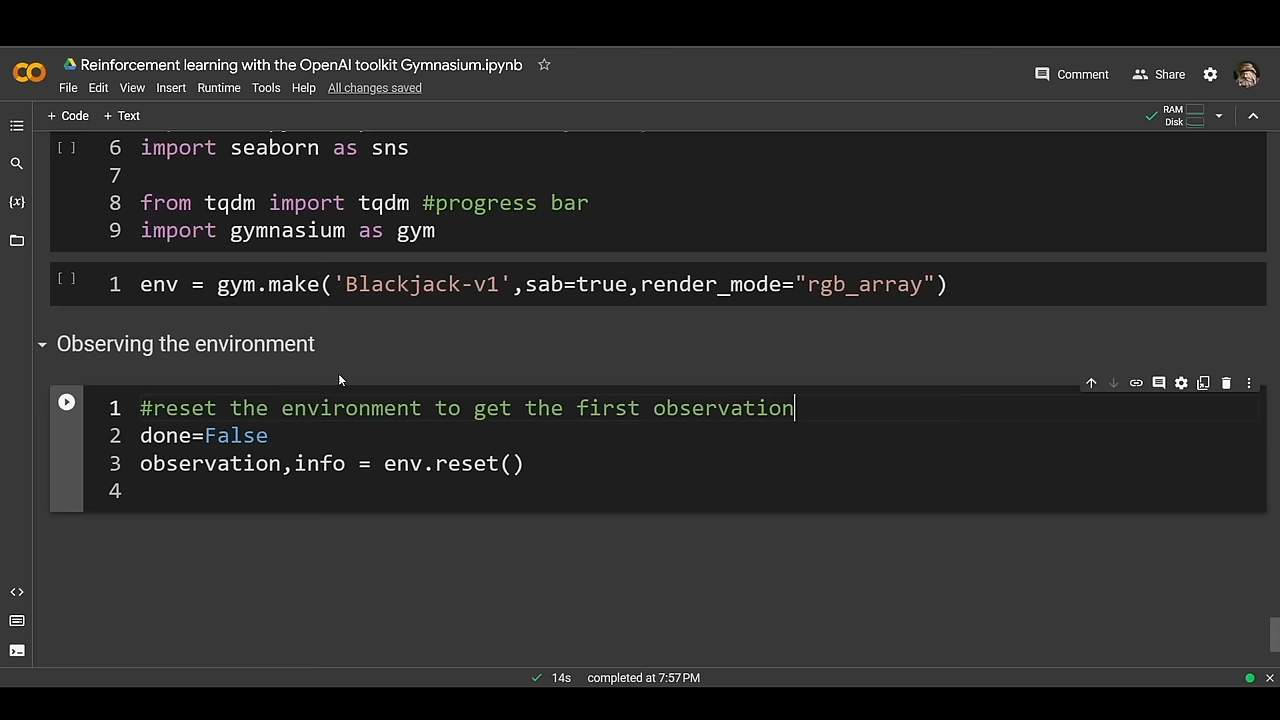 Reinforcement learning with the OpenAI toolkit Gymnasium.ipynb
Comment
Share
File Edit View Insert Runtime Tools Help All changes saved
+ Code + Text
RAM
Disk
[ ] 6 import seaborn as sns
7
8 from tqdm import tqdm #progress bar
9 import gymnasium as gym
[ ] 1 env = gym.make('Blackjack-v1',sab=true,render_mode="rgb_array")
Observing the environment
1 #reset the environment to get the first observation
2 done=False
3 observation,info = env.reset()
4
14s completed at 7:57 PM